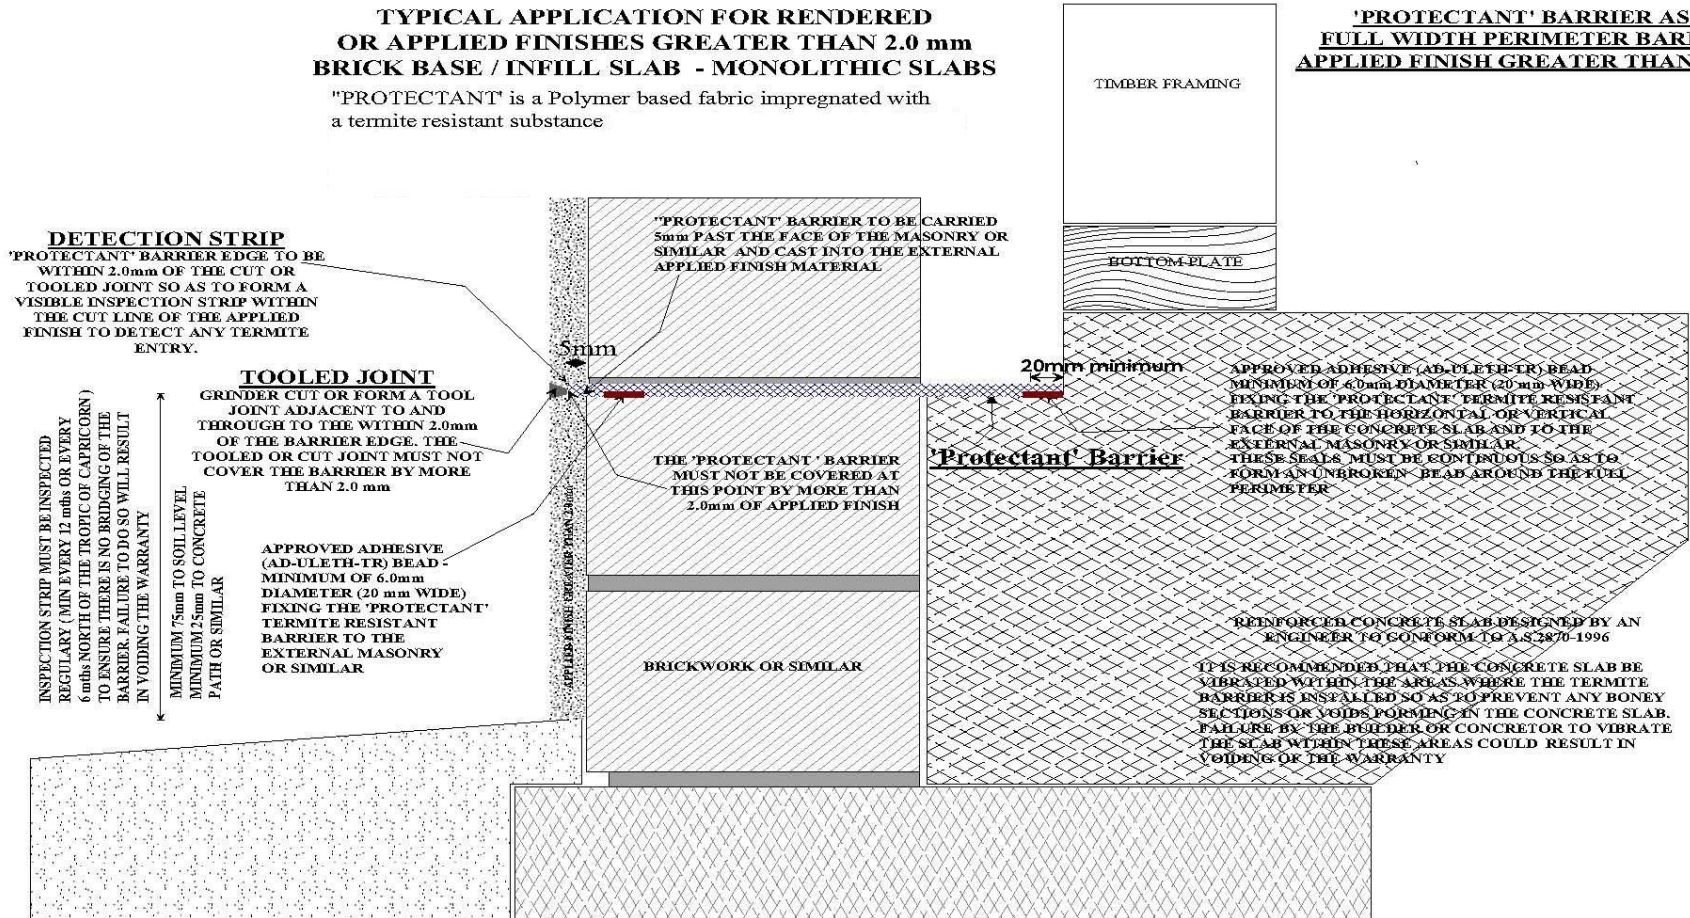 TYPICAL APPLICATION FOR RENDERED
OR APPLIED FINISHES GREATER THAN 2.0 mm
BRICK BASE / INFILL SLAB - MONOLITHIC SLABS
"PROTECTANT' is a Polymer based fabric impregnated with
a termite resistant substance
'PROTECTANT' BARRIER AS
FULL WIDTH PERIMETER BARR
APPLIED FINISH GREATER THAN
TIMBER FRAMING
BOTTOM PLATE
DETECTION STRIP
'PROTECTANT' BARRIER EDGE TO BE
WITHIN 2.0mm OF THE CUT OR
TOOLED JOINT SO AS TO FORM A
VISIBLE INSPECTION STRIP WITHIN
THE CUT LINE OF THE APPLIED
FINISH TO DETECT ANY TERMITE
ENTRY.
"PROTECTANT' BARRIER TO BE CARRIED
5mm PAST THE FACE OF THE MASONRY OR
SIMILAR AND CAST INTO THE EXTERNAL
APPLIED FINISH MATERIAL
5mm
20mm minimum
TOOLED JOINT
GRINDER CUT OR FORM A TOOL
JOINT ADJACENT TO AND
THROUGH TO THE WITHIN 2.0mm
OF THE BARRIER EDGE. THE
TOOLED OR CUT JOINT MUST NOT
COVER THE BARRIER BY MORE
THAN 2.0 mm
APPROVED ADHESIVE (AD-ULETH-TR) BEAD
MINIMUM OF 6.0mm DIAMETER (20 mm WIDE)
FIXING THE 'PROTECTANT' TERMITE RESISTANT
BARRIER TO THE HORIZONTAL OR VERTICAL
FACE OF THE CONCRETE SLAB AND TO THE
EXTERNAL MASONRY OR SIMILAR.
THESE SEALS MUST BE CONTINUOUS SO AS TO
FORM AN UNBROKEN BEAD AROUND THE FULL
PERIMETER
'Protectant' Barrier
THE 'PROTECTANT ' BARRIER
MUST NOT BE COVERED AT
THIS POINT BY MORE THAN
2.0mm OF APPLIED FINISH
INSPECTION STRIP MUST BE INSPECTED
REGULARY ( MIN EVERY 12 mths OR EVERY
6 mths NORTH OF THE TROPIC OF CAPRICORN )
TO ENSURE THERE IS NO BRIDGING OF THE
BARRIER. FAILURE TO DO SO WILL RESULT
IN VOIDING THE WARRANTY
MINIMUM 75mm TO SOIL LEVEL
MINIMUM 25mm TO CONCRETE
PATH OR SIMILAR
APPROVED ADHESIVE
(AD-ULETH-TR) BEAD -
MINIMUM OF 6.0mm
DIAMETER (20 mm WIDE)
FIXING THE 'PROTECTANT'
TERMITE RESISTANT
BARRIER TO THE
EXTERNAL MASONRY
OR SIMILAR
APPLIED FINISH GREATER THAN 2.0mm
BRICKWORK OR SIMILAR
REINFORCED CONCRETE SLAB DESIGNED BY AN
ENGINEER TO CONFORM TO A.S.2870-1996
IT IS RECOMMENDED THAT THE CONCRETE SLAB BE
VIBRATED WITHIN THE AREAS WHERE THE TERMITE
BARRIER IS INSTALLED SO AS TO PREVENT ANY BONEY
SECTIONS OR VOIDS FORMING IN THE CONCRETE SLAB.
FAILURE BY THE BUILDER OR CONCRETOR TO VIBRATE
THE SLAB WITHIN THESE AREAS COULD RESULT IN
VOIDING OF THE WARRANTY